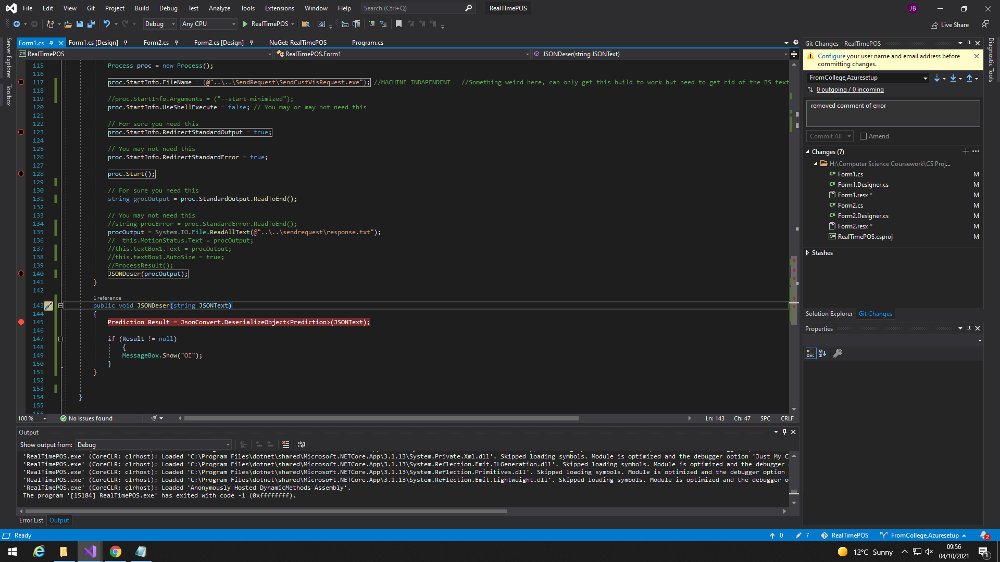 File Edit View Git Project Build Debug Test Analyze Tools Extensions Window Help Search (Ctrl+Q) RealTimePOS JB
Debug Any CPU RealTimePOS Live Share
Form1.cs Form1.cs [Design] Form2.cs Form2.cs [Design] NuGet: RealTimePOS Program.cs
RealTimePOS RealTimePOS.Form1 JSONDeser(string JSONText)
Server Explorer
Toolbox
115 Process proc = new Process();
116
117 proc.StartInfo.FileName = (@"..\..\SendRequest\SendCustVisRequest.exe"); //MACHINE INDAPENDENT //Something weird here, can only get this build to work but need to get rid of the BS text
118
119 //proc.StartInfo.Arguments = ("--start-minimized");
120 proc.StartInfo.UseShellExecute = false; // You may or may not need this
121
122 // For sure you need this
123 proc.StartInfo.RedirectStandardOutput = true;
124
125 // You may not need this
126 proc.StartInfo.RedirectStandardError = true;
127
128 proc.Start();
129
130 // For sure you need this
131 string procOutput = proc.StandardOutput.ReadToEnd();
132
133 // You may not need this
134 //string procError = proc.StandardError.ReadToEnd();
135 procOutput = System.IO.File.ReadAllText(@"..\..\sendrequest\response.txt");
136 // this.MotionStatus.Text = procOutput;
137 //this.textBox1.Text = procOutput;
138 //this.textBox1.AutoSize = true;
139 //ProcessResult();
140 JSONDeser(procOutput);
141 }
142
1 reference
143 public void JSONDeser(string JSONText)
144 {
145 Prediction Result = JsonConvert.DeserializeObject<Prediction>(JSONText);
146
147 if (Result != null)
148 {
149 MessageBox.Show("OI");
150 }
151 }
152
153
154 }
155
156
100 % No issues found Ln: 143 Ch: 47 SPC CRLF
Output
Show output from: Debug
'RealTimePOS.exe' (CoreCLR: clrhost): Loaded 'C:\Program Files\dotnet\shared\Microsoft.NETCore.App\3.1.13\System.Private.Xml.dll'. Skipped loading symbols. Module is optimized and the debugger option 'Just My C
'RealTimePOS.exe' (CoreCLR: clrhost): Loaded 'C:\Program Files\dotnet\shared\Microsoft.NETCore.App\3.1.13\System.Reflection.Emit.ILGeneration.dll'. Skipped loading symbols. Module is optimized and the debugger
'RealTimePOS.exe' (CoreCLR: clrhost): Loaded 'C:\Program Files\dotnet\shared\Microsoft.NETCore.App\3.1.13\System.Reflection.Primitives.dll'. Skipped loading symbols. Module is optimized and the debugger option
'RealTimePOS.exe' (CoreCLR: clrhost): Loaded 'C:\Program Files\dotnet\shared\Microsoft.NETCore.App\3.1.13\System.Reflection.Emit.Lightweight.dll'. Skipped loading symbols. Module is optimized and the debugger o
'RealTimePOS.exe' (CoreCLR: clrhost): Loaded 'Anonymously Hosted DynamicMethods Assembly'.
The program '[15184] RealTimePOS.exe' has exited with code -1 (0xffffffff).
Error List Output
Git Changes - RealTimePOS
Configure your user name and email address before
committing changes.
FromCollege,Azuresetup
0 outgoing / 0 incoming
removed comment of error
Commit All Amend
Changes (7)
H:\Computer Science Coursework\CS Proj...
Form1.cs M
Form1.Designer.cs M
Form1.resx * M
Form2.cs M
Form2.Designer.cs M
Form2.resx * M
RealTimePOS.csproj M
Stashes
Solution Explorer Git Changes
Properties
Diagnostic Tools
Ready 0 7 RealTimePOS FromCollege,Azuresetup 2
12°C Sunny 09:56
04/10/2021 1